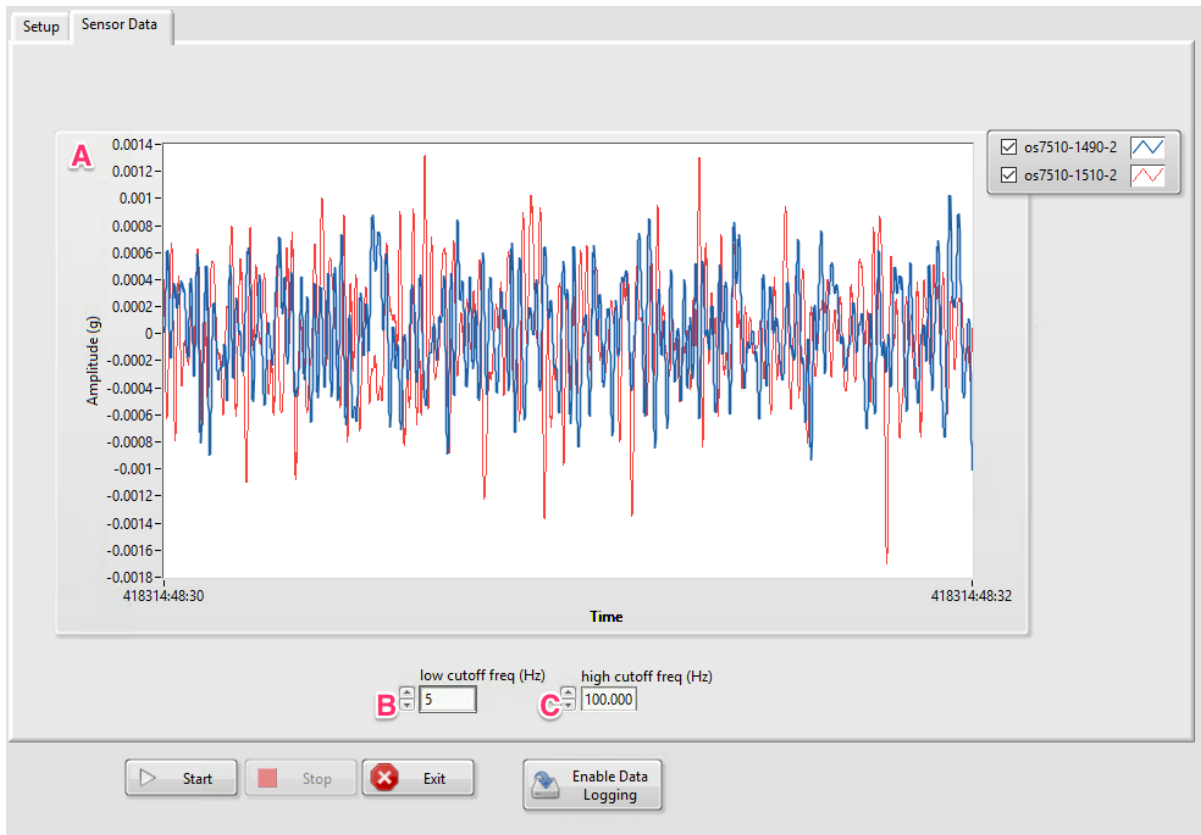 Setup
Sensor Data
A
os7510-1490-2
os7510-1510-2
0.0014
0.0012
0.001
0.0008
0.0006
0.0004
0.0002
0
-0.0002
-0.0004
-0.0006
-0.0008
-0.001
-0.0012
-0.0014
-0.0016
-0.0018
Amplitude (g)
418314:48:30
418314:48:32
Time
low cutoff freq (Hz)
high cutoff freq (Hz)
B
5
C
100.000
Start
Stop
Exit
Enable Data
Logging